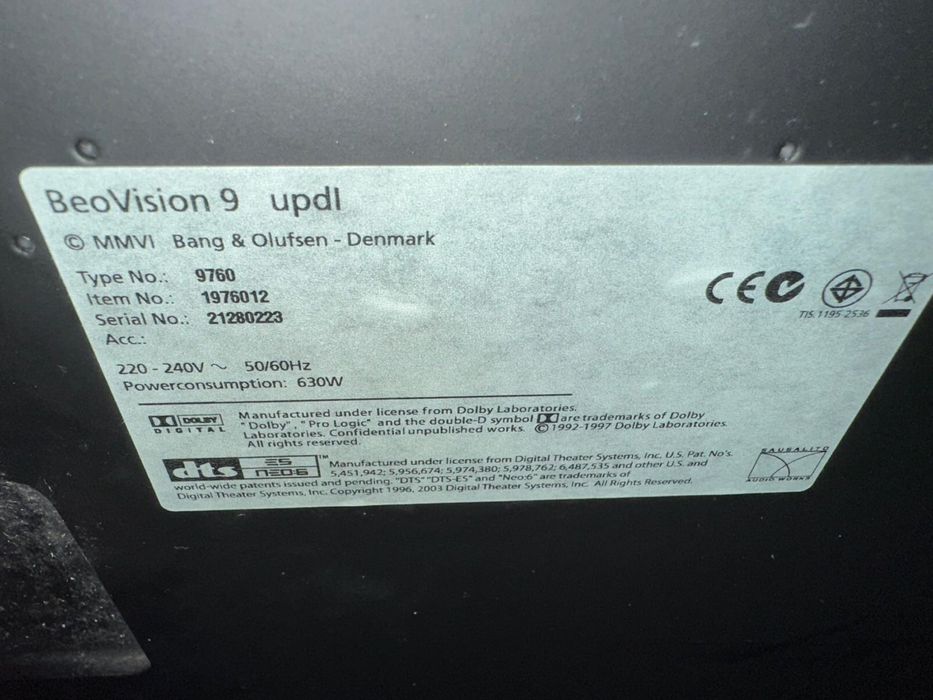 BeoVision 9 updl
© MMVI Bang & Olufsen - Denmark
Type No.: 9760
Item No.: 1976012
Serial No.: 21280223
Acc.:
220 - 240V ~ 50/60Hz
Powerconsumption: 630W
CE
TIS.1195-2536
DOLBY
DIGITAL
Manufactured under license from Dolby Laboratories.
"Dolby", "Pro Logic" and the double-D symbol are trademarks of Dolby
Laboratories. Confidential unpublished works. ©1992-1997 Dolby Laboratories.
All rights reserved.
dts ES NEO:6 ™
Manufactured under license from Digital Theater Systems, Inc. U.S. Pat. No's.
5,451,942; 5,956,674; 5,974,380; 5,978,762; 6,487,535 and other U.S. and
world-wide patents issued and pending. "DTS" "DTS-ES" and "Neo:6" are trademarks of
Digital Theater Systems, Inc. Copyright 1996, 2003 Digital Theater Systems, Inc. All Rights Reserved.
SAUSALITO
AUDIO WORKS